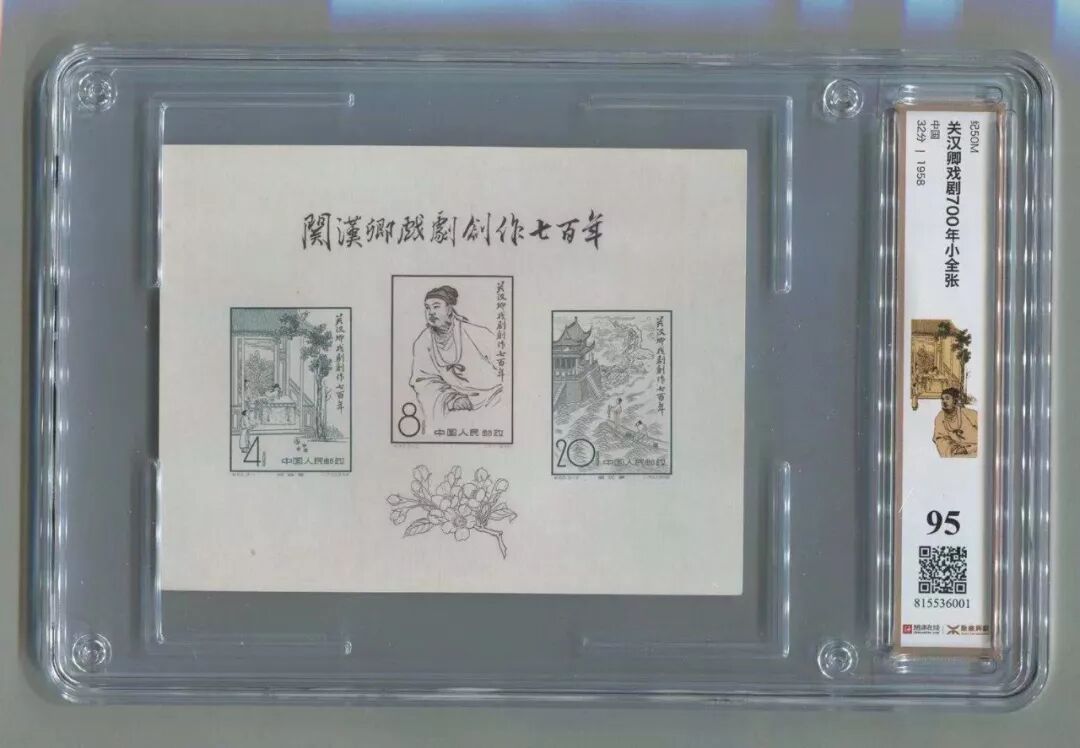 關漢卿戲劇創作七百年
关汉卿戏剧創作七百年
4
中国人民邮政
关汉卿戏剧創作七百年
8
中国人民邮政
关汉卿戏剧創作七百年
20
中国人民邮政
纪50M
关汉卿戏剧700年小全张
中国
32分 | 1958
95
815536001